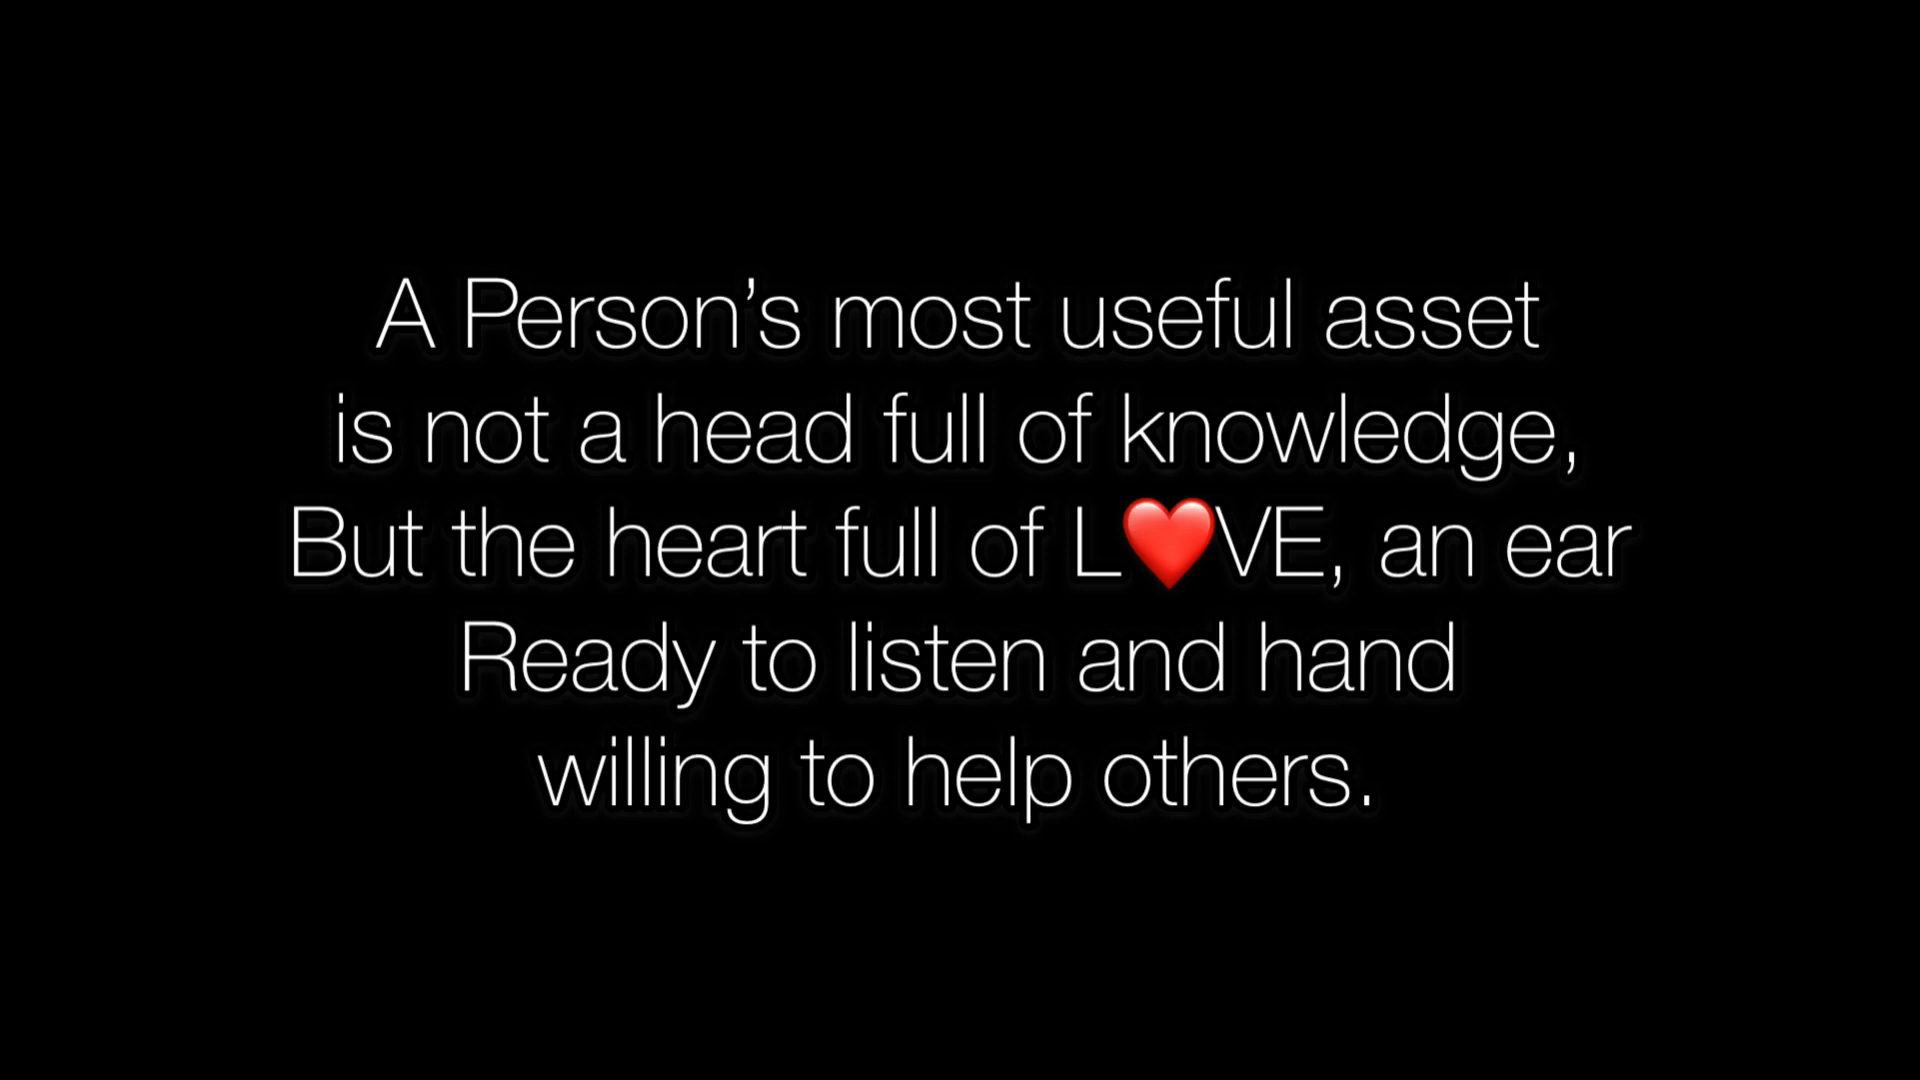 A Person’s most useful asset
is not a head full of knowledge,
But the heart full of L❤️VE, an ear
Ready to listen and hand
willing to help others.